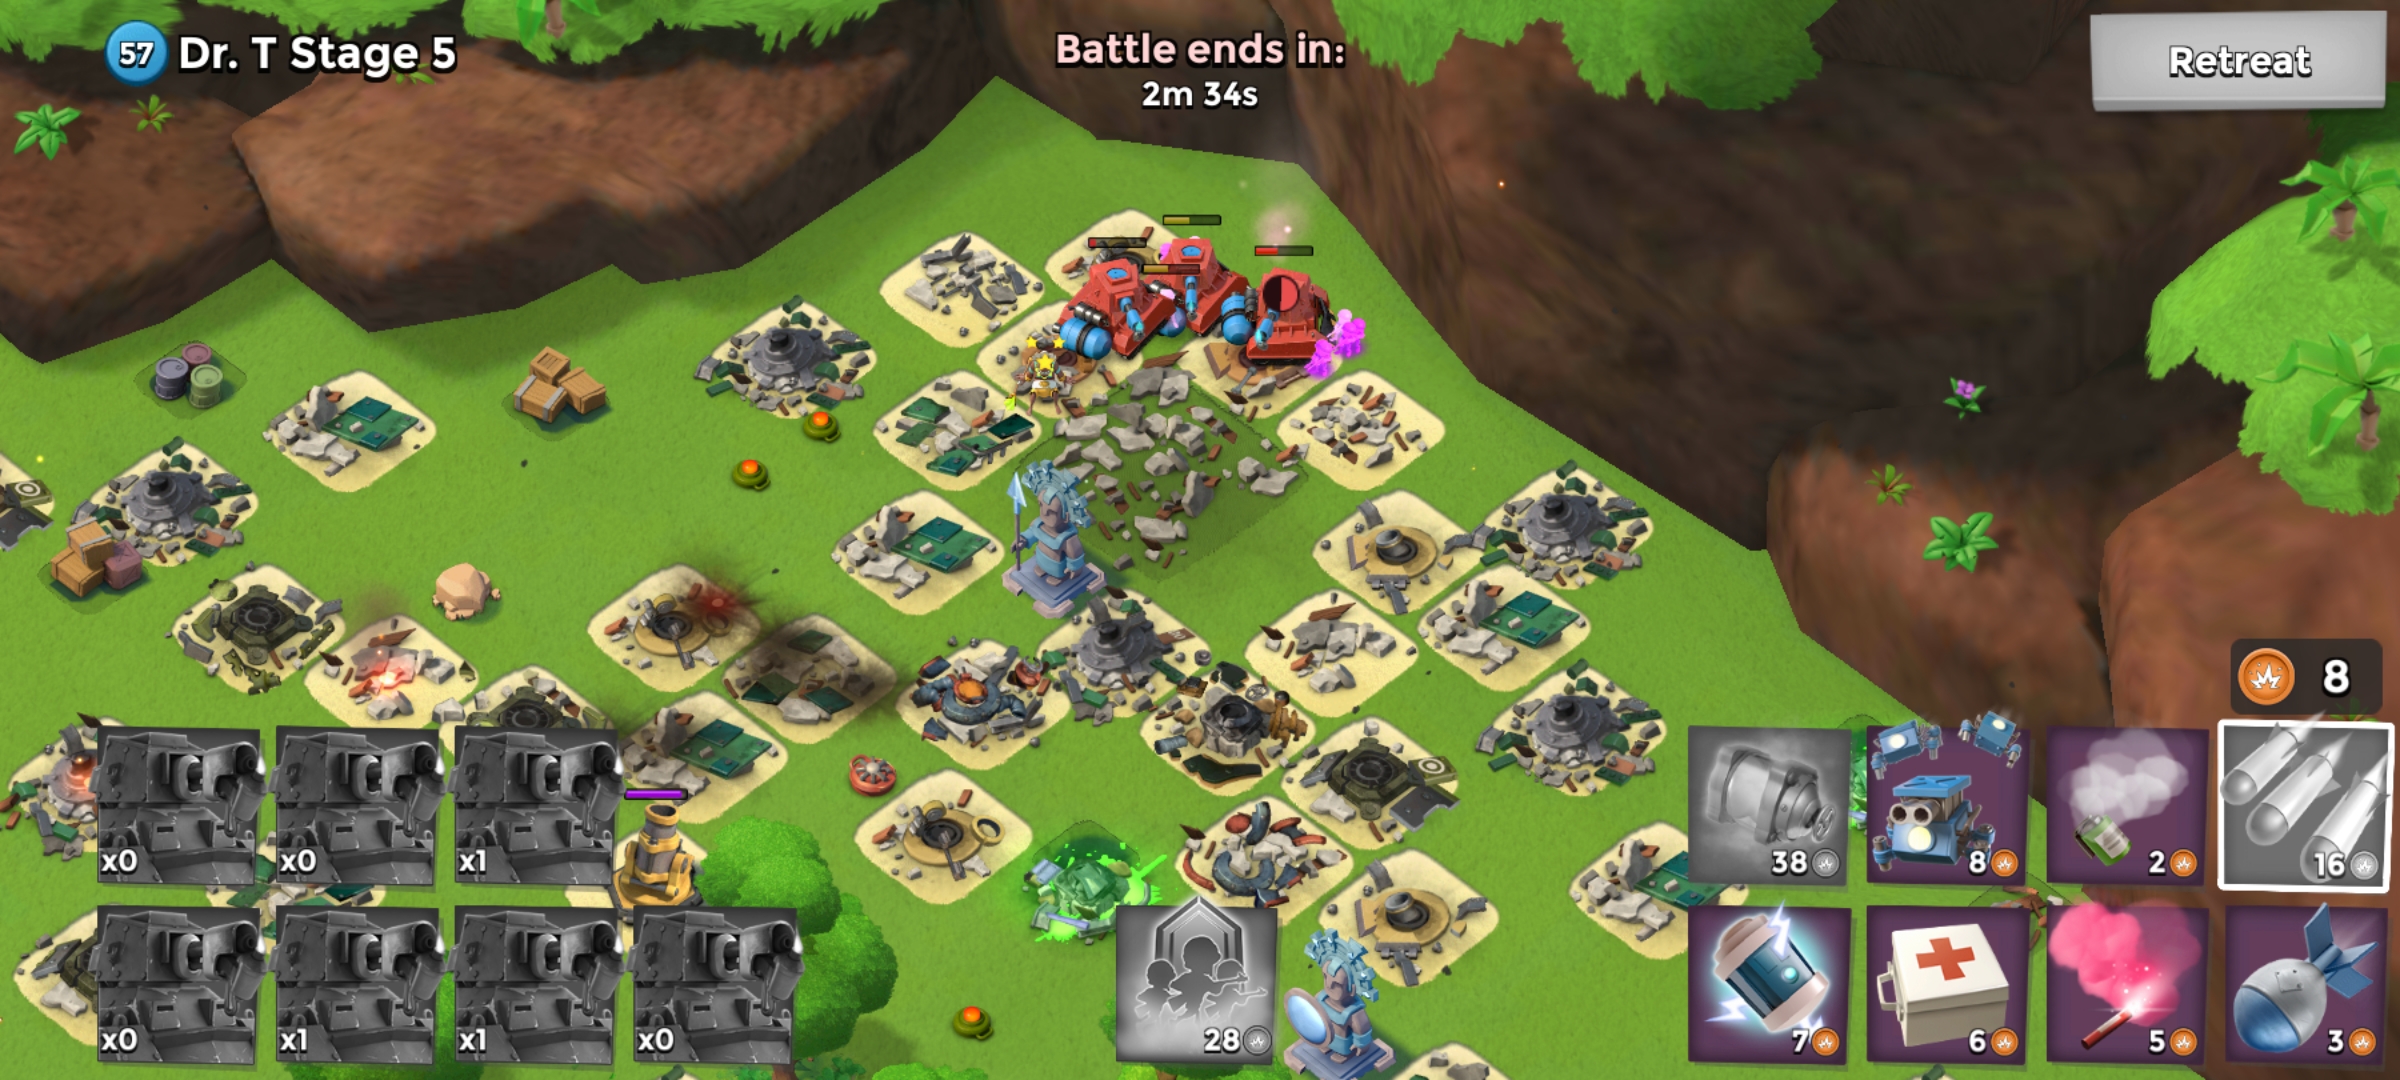 57 Dr. T Stage 5
Battle ends in:
2m 34s
Retreat
8
x0 x0 x1
38 8 2 16
x0 x1 x1 x0
28
7 6 5 3